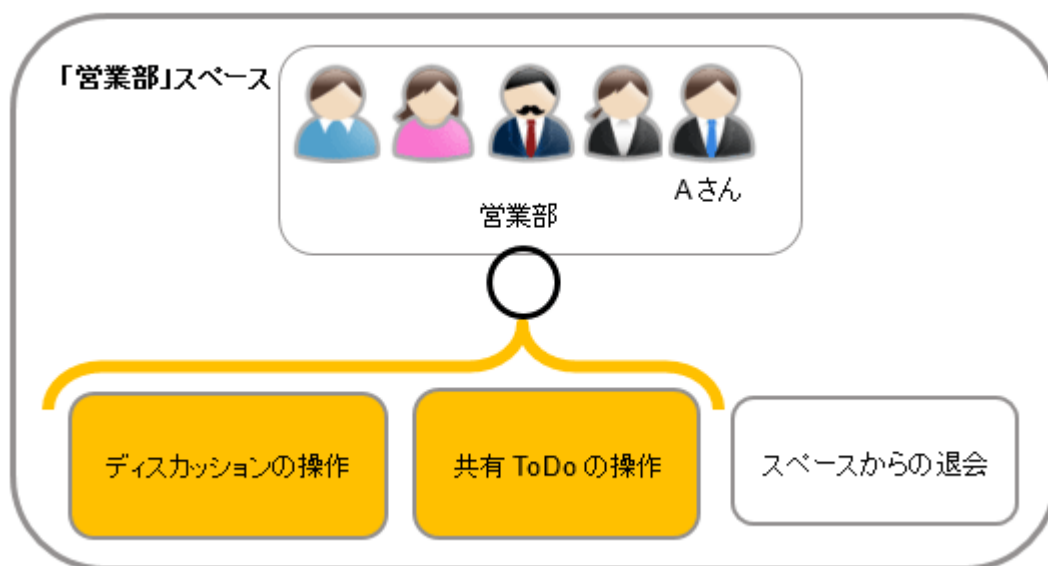 「営業部」スペース
Aさん
営業部
ディスカッションの操作
共有 ToDo の操作
スペースからの退会